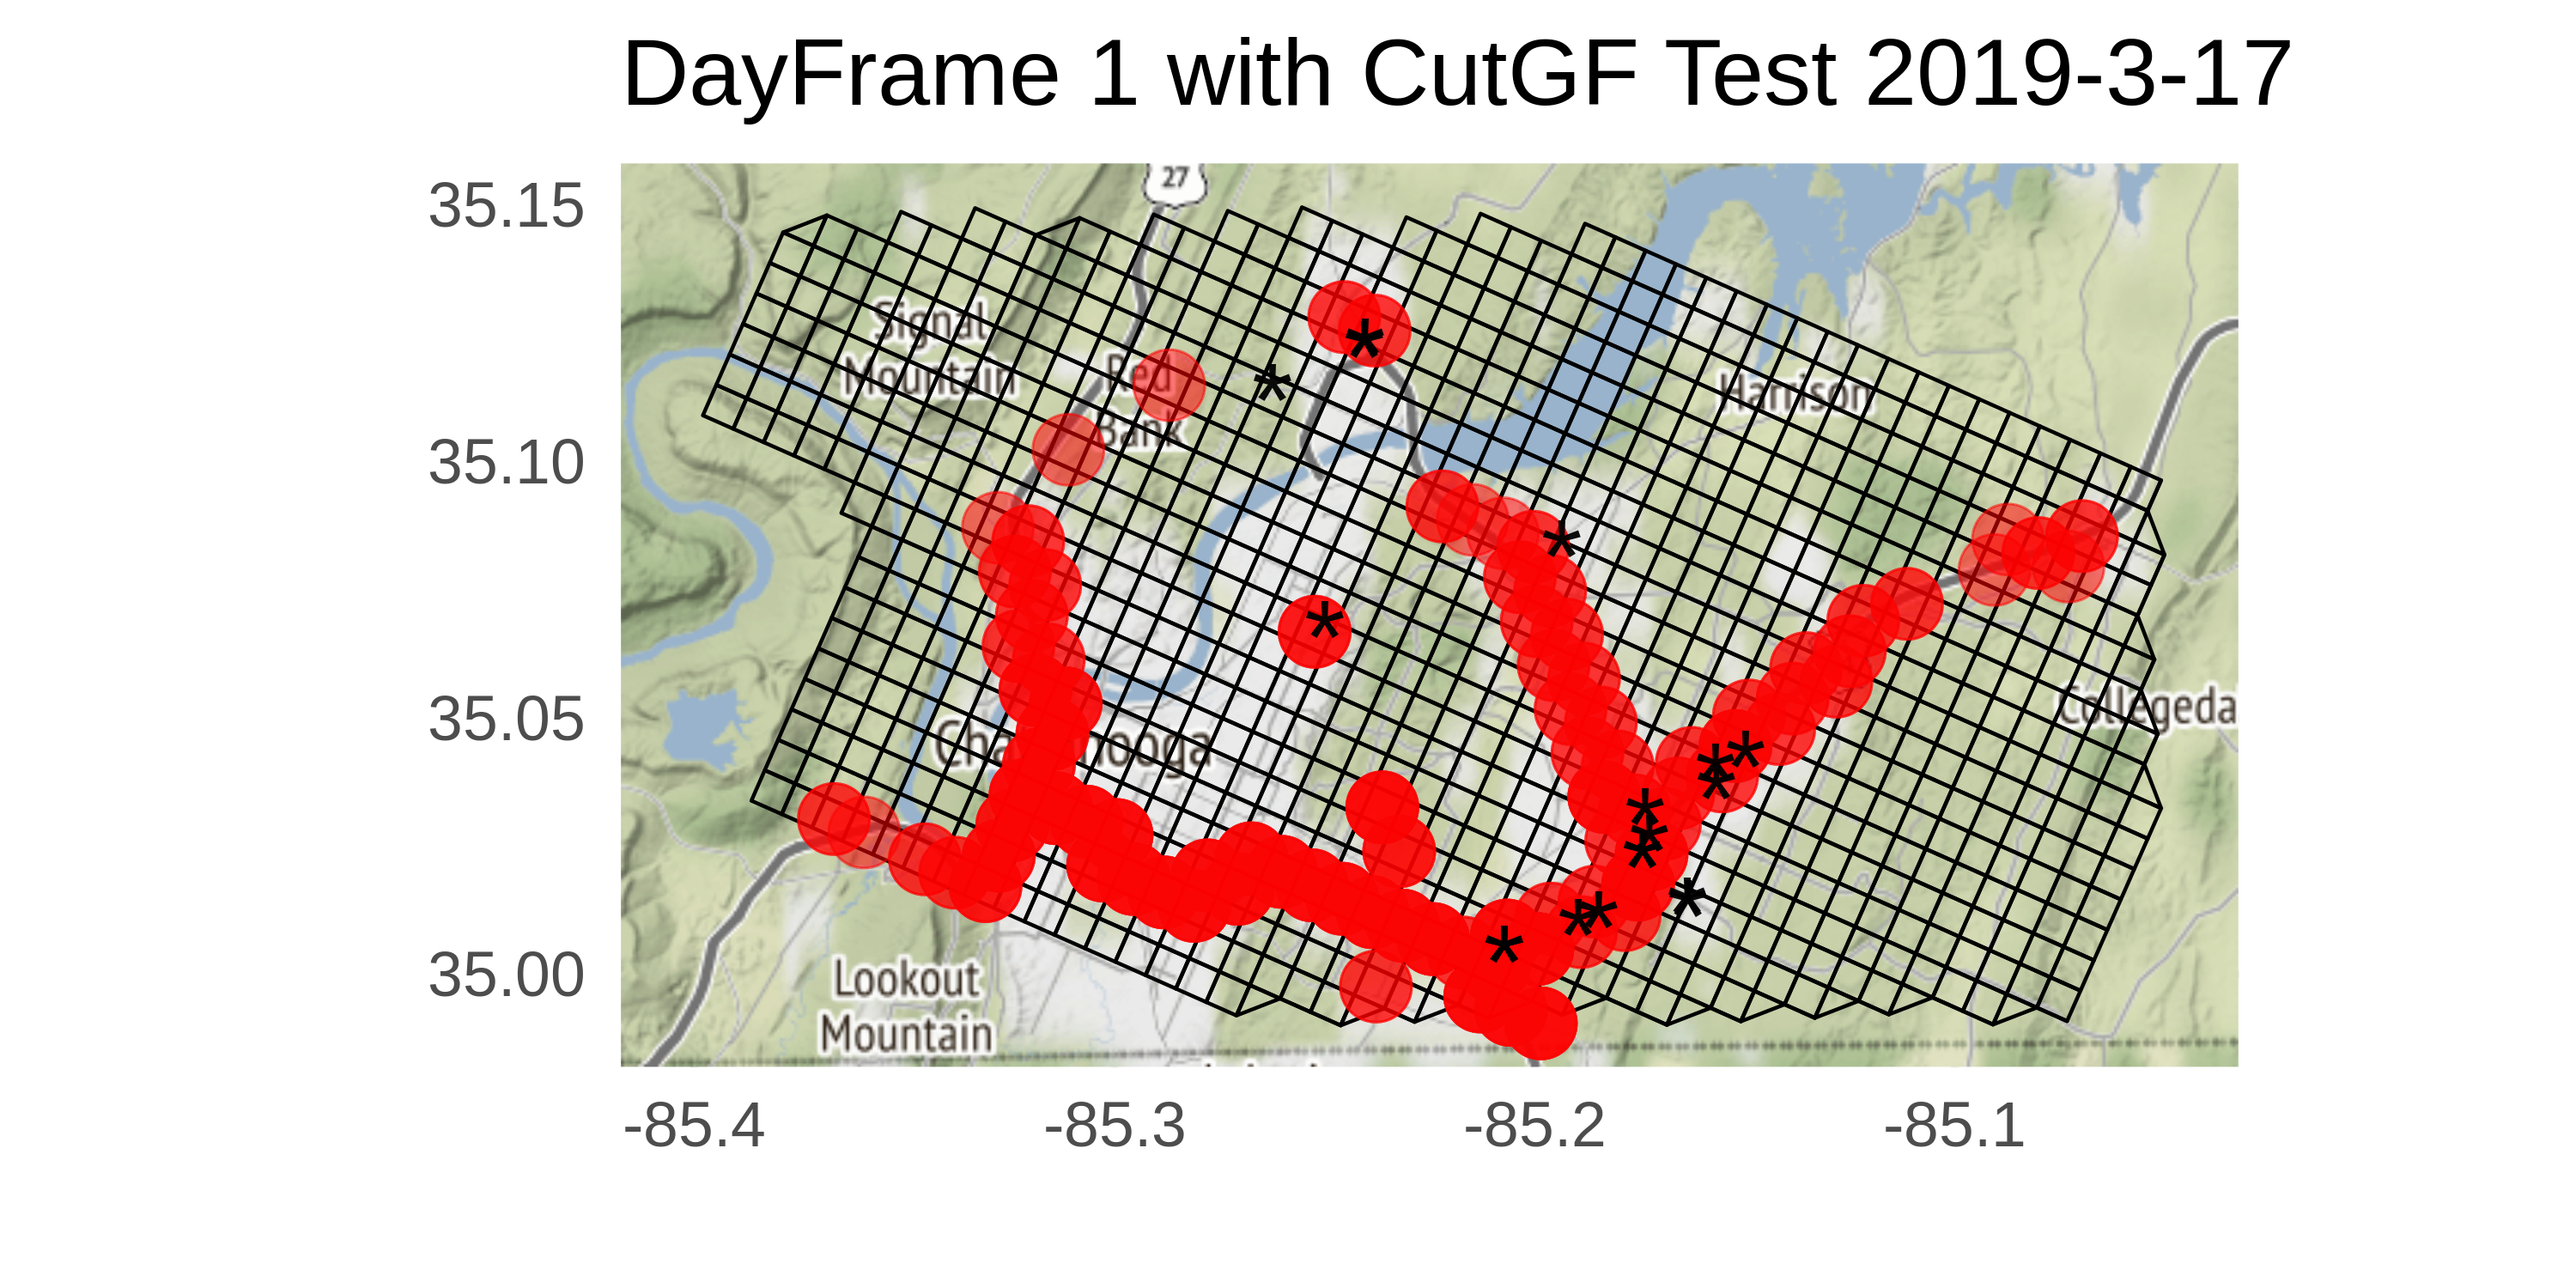 DayFrame 1 with CutGF Test 2019-3-17
35.15
35.10
35.05
35.00
27
Signal
Mountain
Red
Bank
Harrison
Collegeda
Lookout
Mountain
-85.4
-85.3
-85.2
-85.1